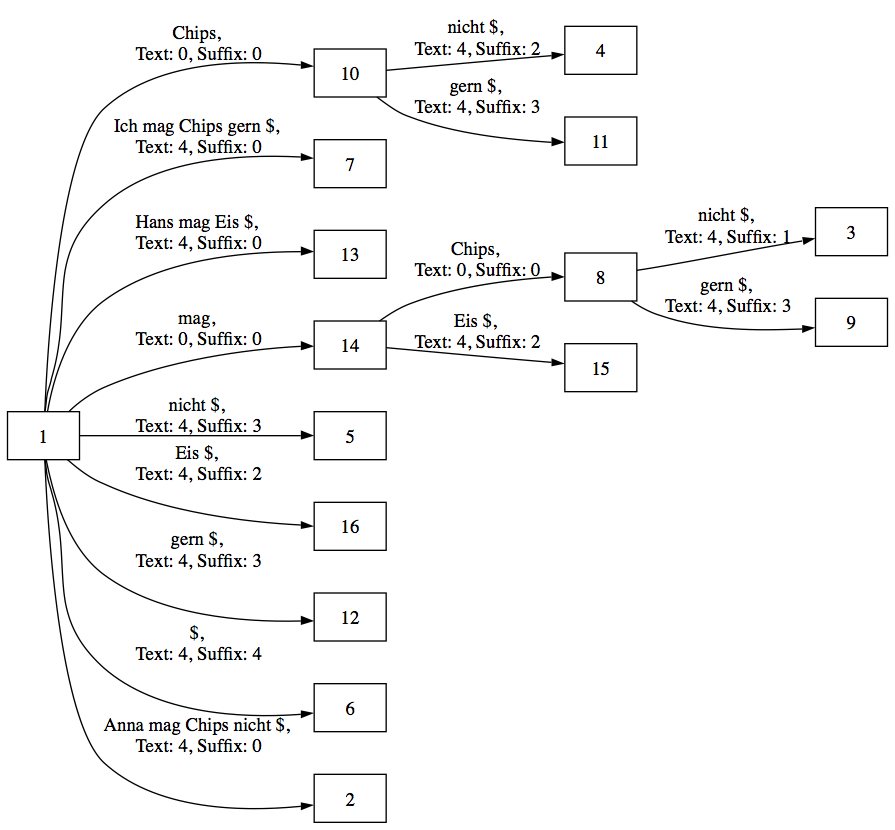 Chips,
Text: 0, Suffix: 0
10
nicht $,
Text: 4, Suffix: 2
4
gern $,
Text: 4, Suffix: 3
11
Ich mag Chips gern $,
Text: 4, Suffix: 0
7
Hans mag Eis $,
Text: 4, Suffix: 0
13
mag,
Text: 0, Suffix: 0
14
Chips,
Text: 0, Suffix: 0
8
nicht $,
Text: 4, Suffix: 1
3
gern $,
Text: 4, Suffix: 3
9
Eis $,
Text: 4, Suffix: 2
15
1
nicht $,
Text: 4, Suffix: 3
5
Eis $,
Text: 4, Suffix: 2
16
gern $,
Text: 4, Suffix: 3
12
$,
Text: 4, Suffix: 4
6
Anna mag Chips nicht $,
Text: 4, Suffix: 0
2